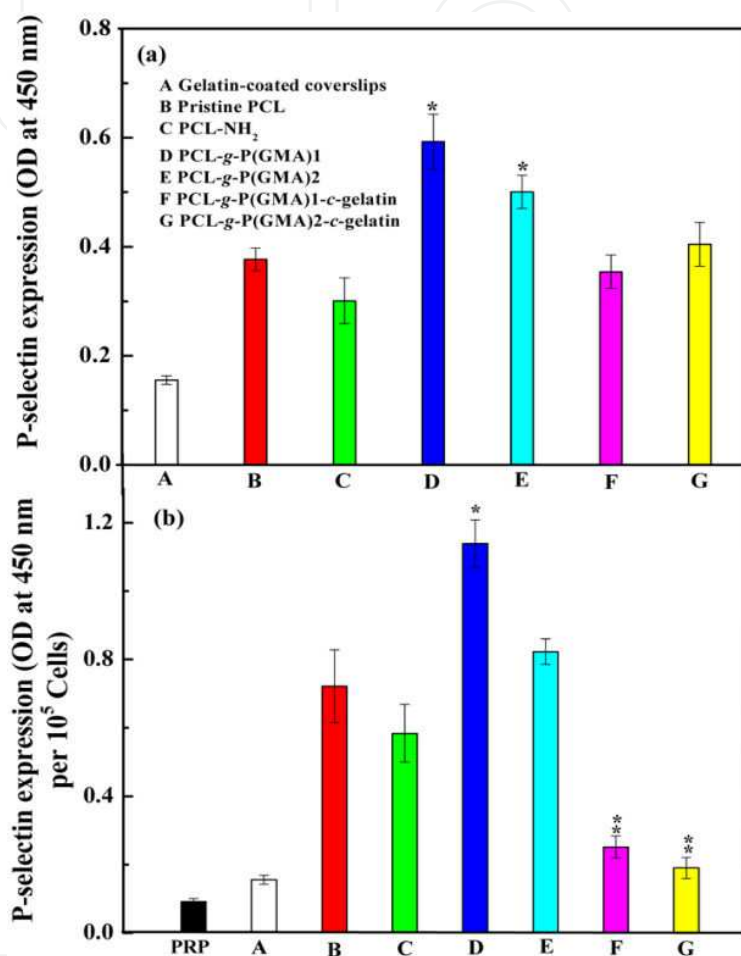 P-selectin expression (OD at 450 nm)
0.8
0.6
0.4
0.2
0.0
(a)
A Gelatin-coated coverslips
B Pristine PCL
C PCL-NH₂
D PCL-g-P(GMA)1
E PCL-g-P(GMA)2
F PCL-g-P(GMA)1-c-gelatin
G PCL-g-P(GMA)2-c-gelatin
* *
A B C D E F G
P-selectin expression (OD at 450 nm
per 10⁵ Cells)
1.2
0.8
0.4
0.0
(b)
* ** **
PRP A B C D E F G